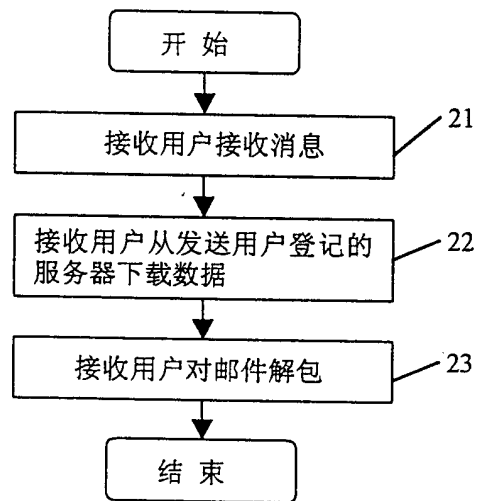 开始
接收用户接收消息
21
接收用户从发送用户登记的
服务器下载数据
22
接收用户对邮件解包
23
结束